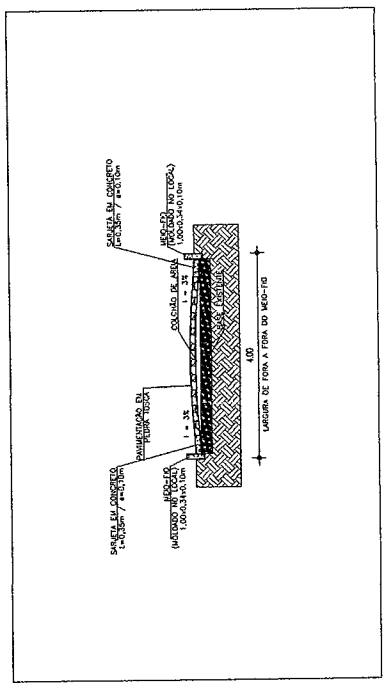 SARJETA EM CONCRETO
L=0,35m / e=0,10m
MEIO-FIO
(MOLDADO NO LOCAL)
1,00x0,34x0,10m
PAVIMENTAÇÃO EM
PEDRA TOSCA
i = 3%
COLCHÃO DE AREIA
i = 3%
SARJETA EM CONCRETO
L=0,35m / e=0,10m
MEIO-FIO
(MOLDADO NO LOCAL)
1,00x0,34x0,10m
BASE EXISTENTE
4.00
LARGURA DE FORA A FORA DO MEIO-FIO